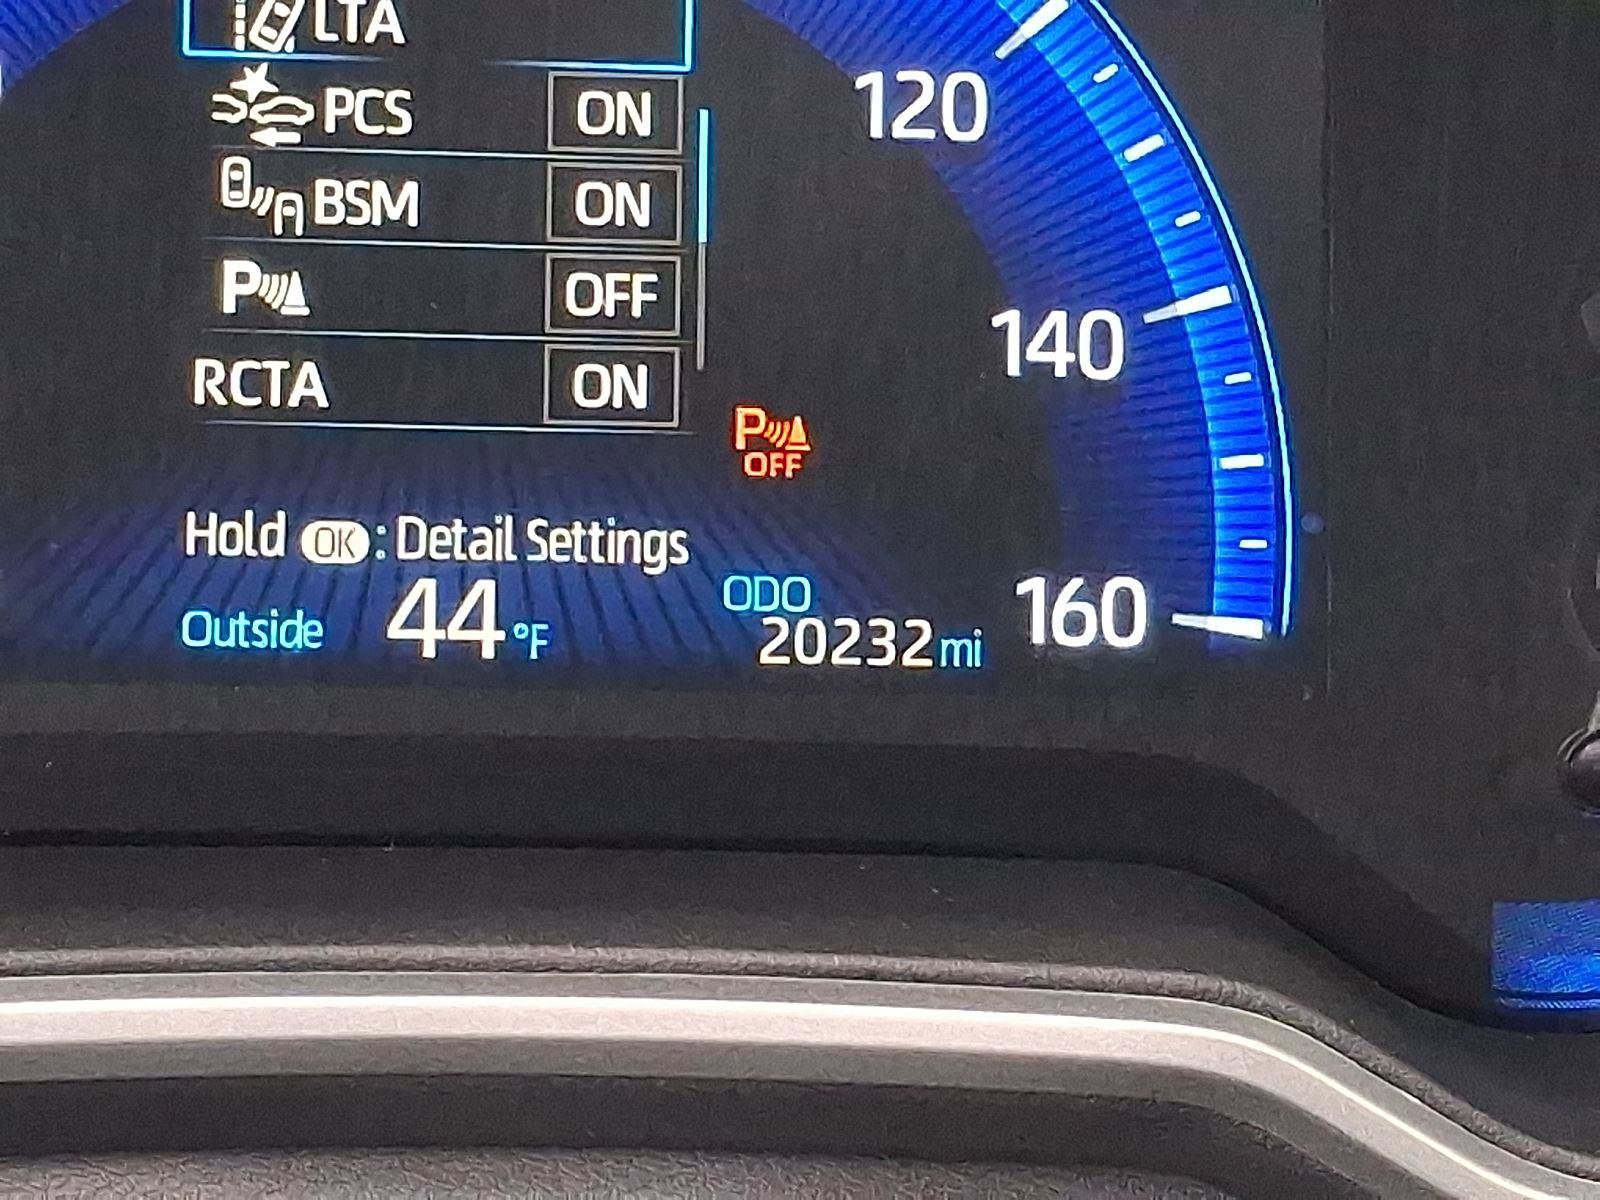 LTA
PCS ON
BSM ON
P OFF
RCTA ON
P
OFF
Hold OK : Detail Settings
Outside 44 °F
ODO
20232 mi
120
140
160